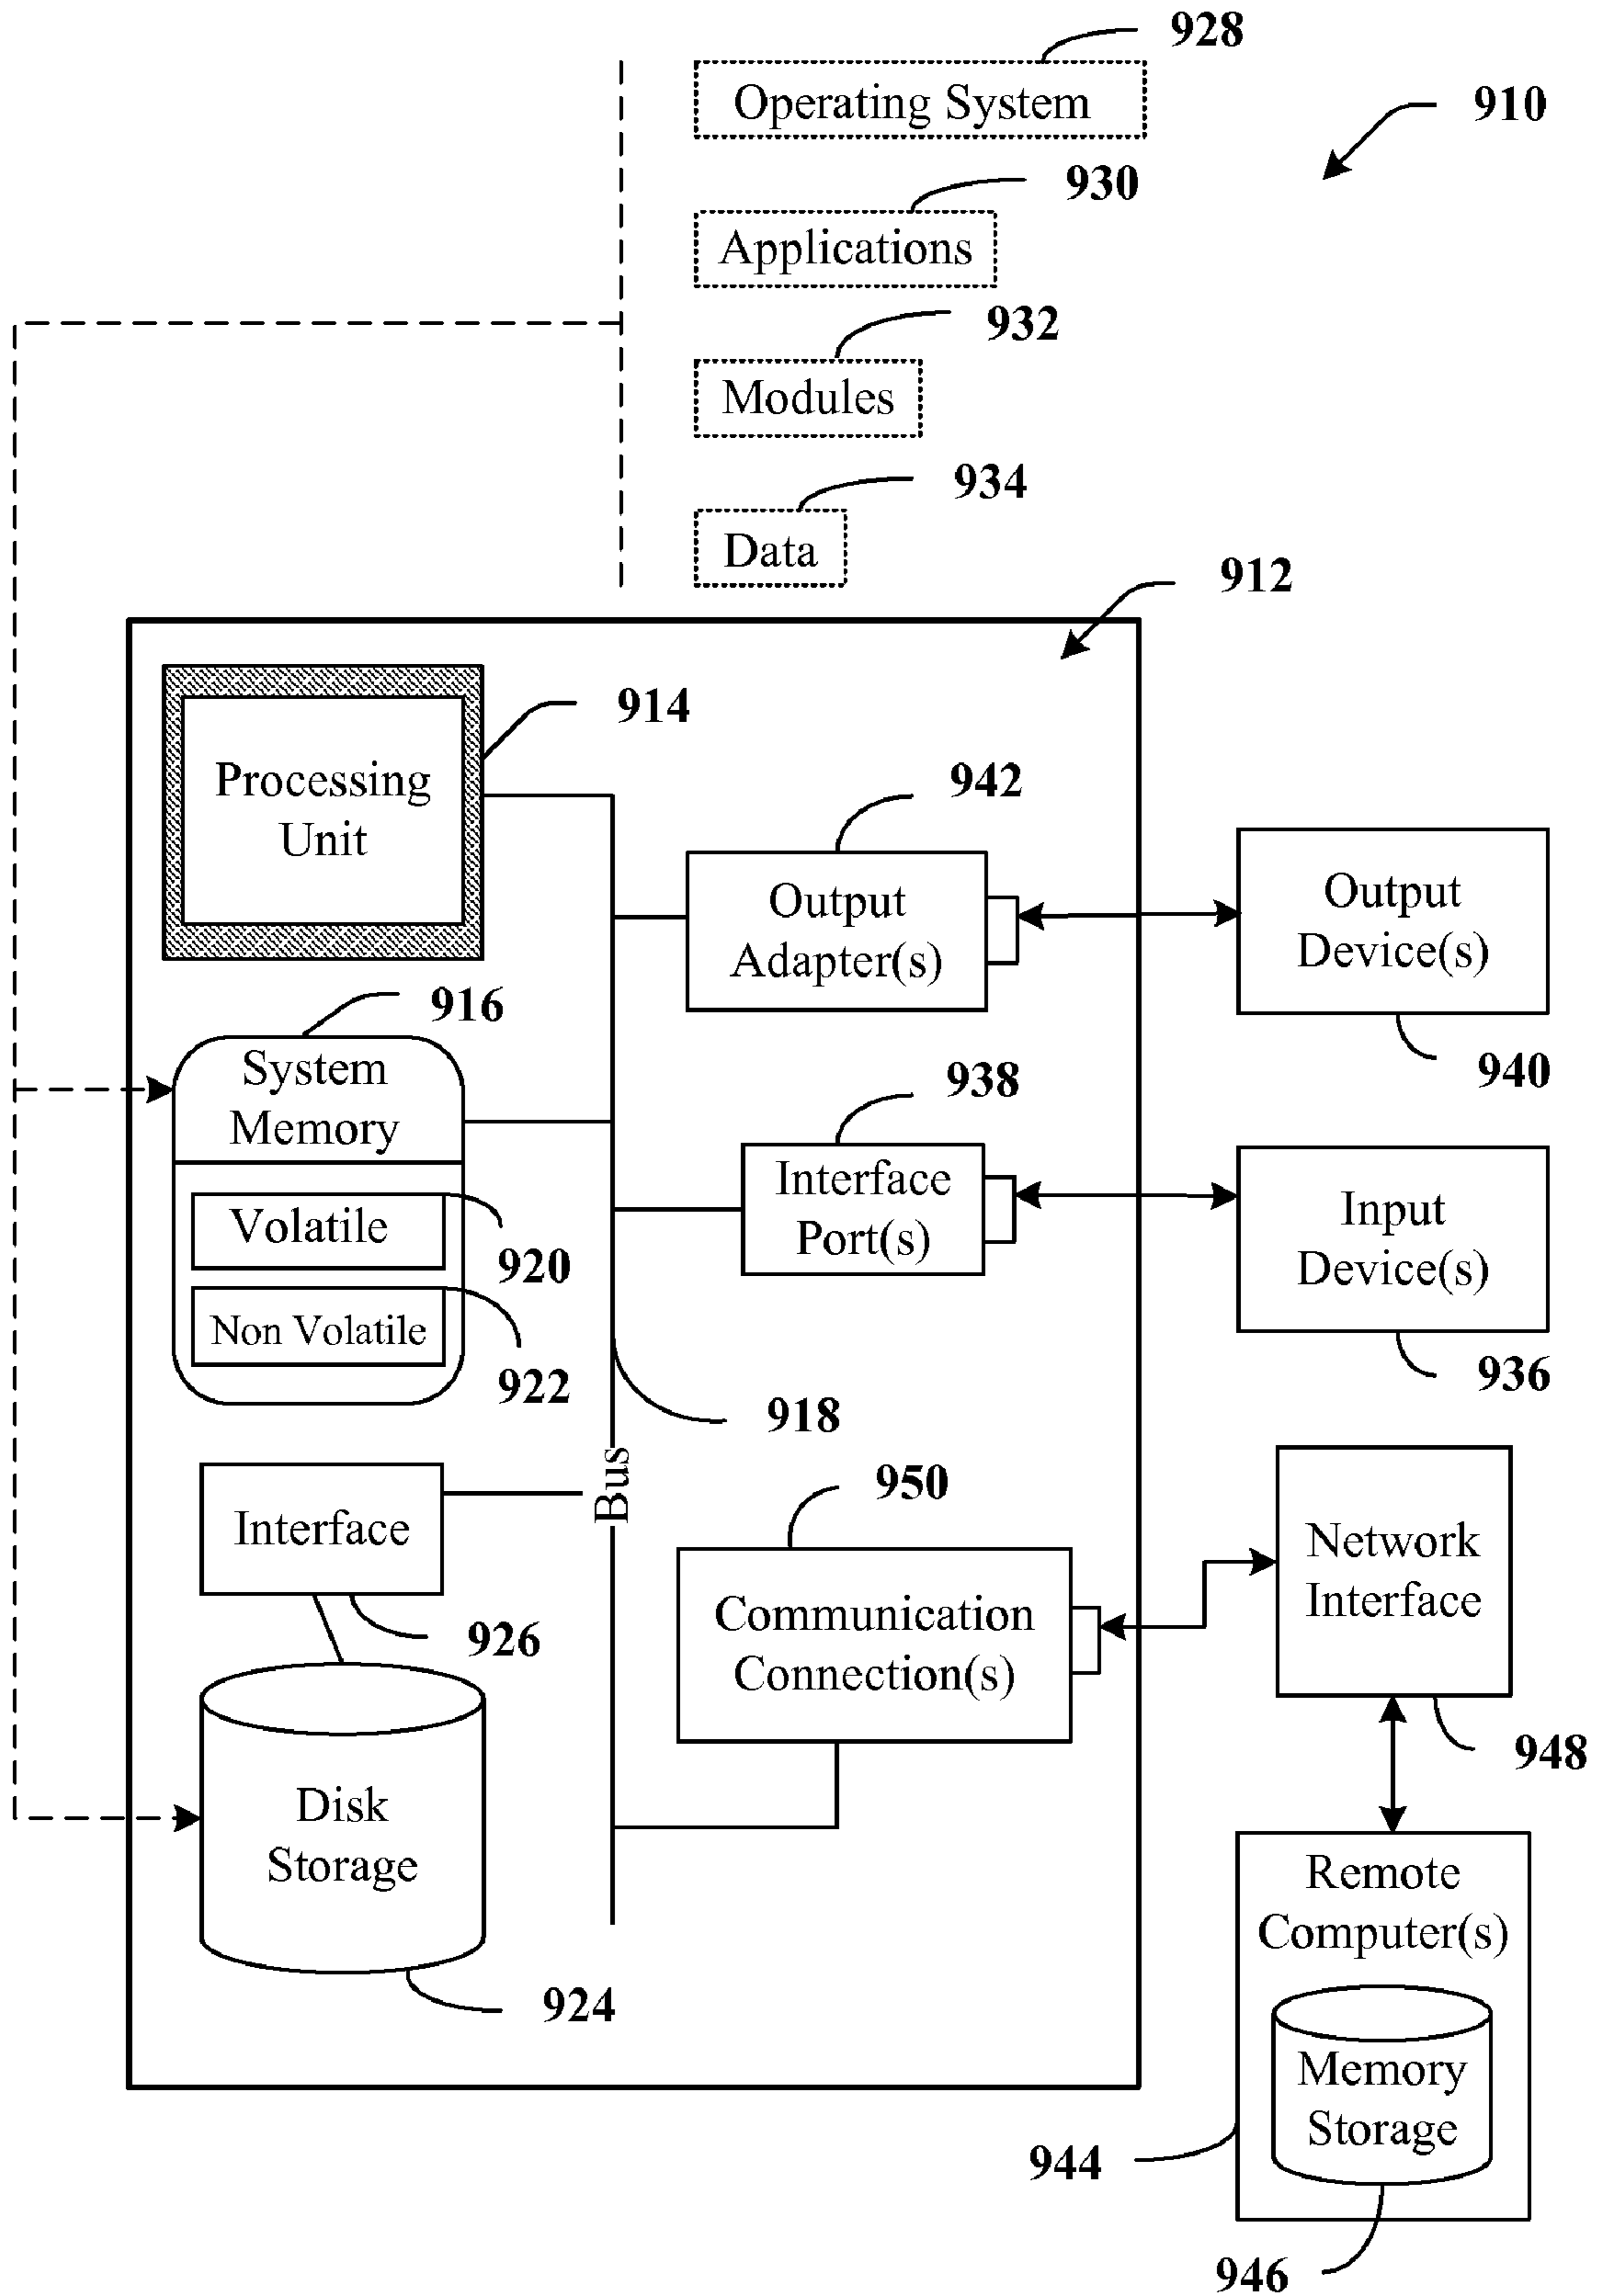 928
Operating System
910
930
Applications
932
Modules
934
Data
912
914
Processing
Unit
942
Output
Adapter(s)
Output
Device(s)
940
916
System
Memory
938
Interface
Port(s)
Input
Device(s)
936
Volatile
920
Non Volatile
922
918
Bus
Interface
926
950
Communication
Connection(s)
Network
Interface
948
Disk
Storage
924
Remote
Computer(s)
Memory
Storage
944
946